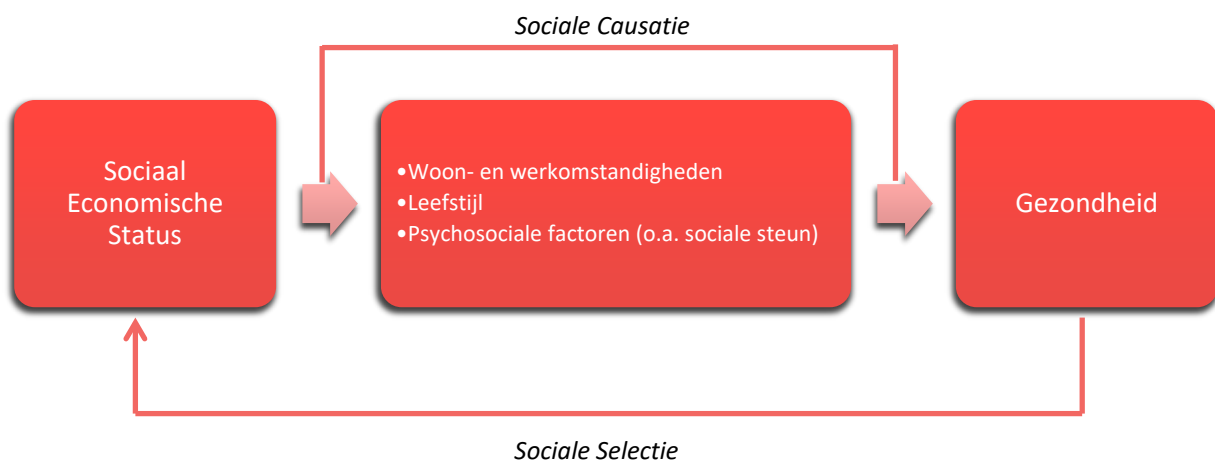 Sociale Causatie
Sociaal
Economische
Status
•Woon- en werkomstandigheden
•Leefstijl
•Psychosociale factoren (o.a. sociale steun)
Gezondheid
Sociale Selectie